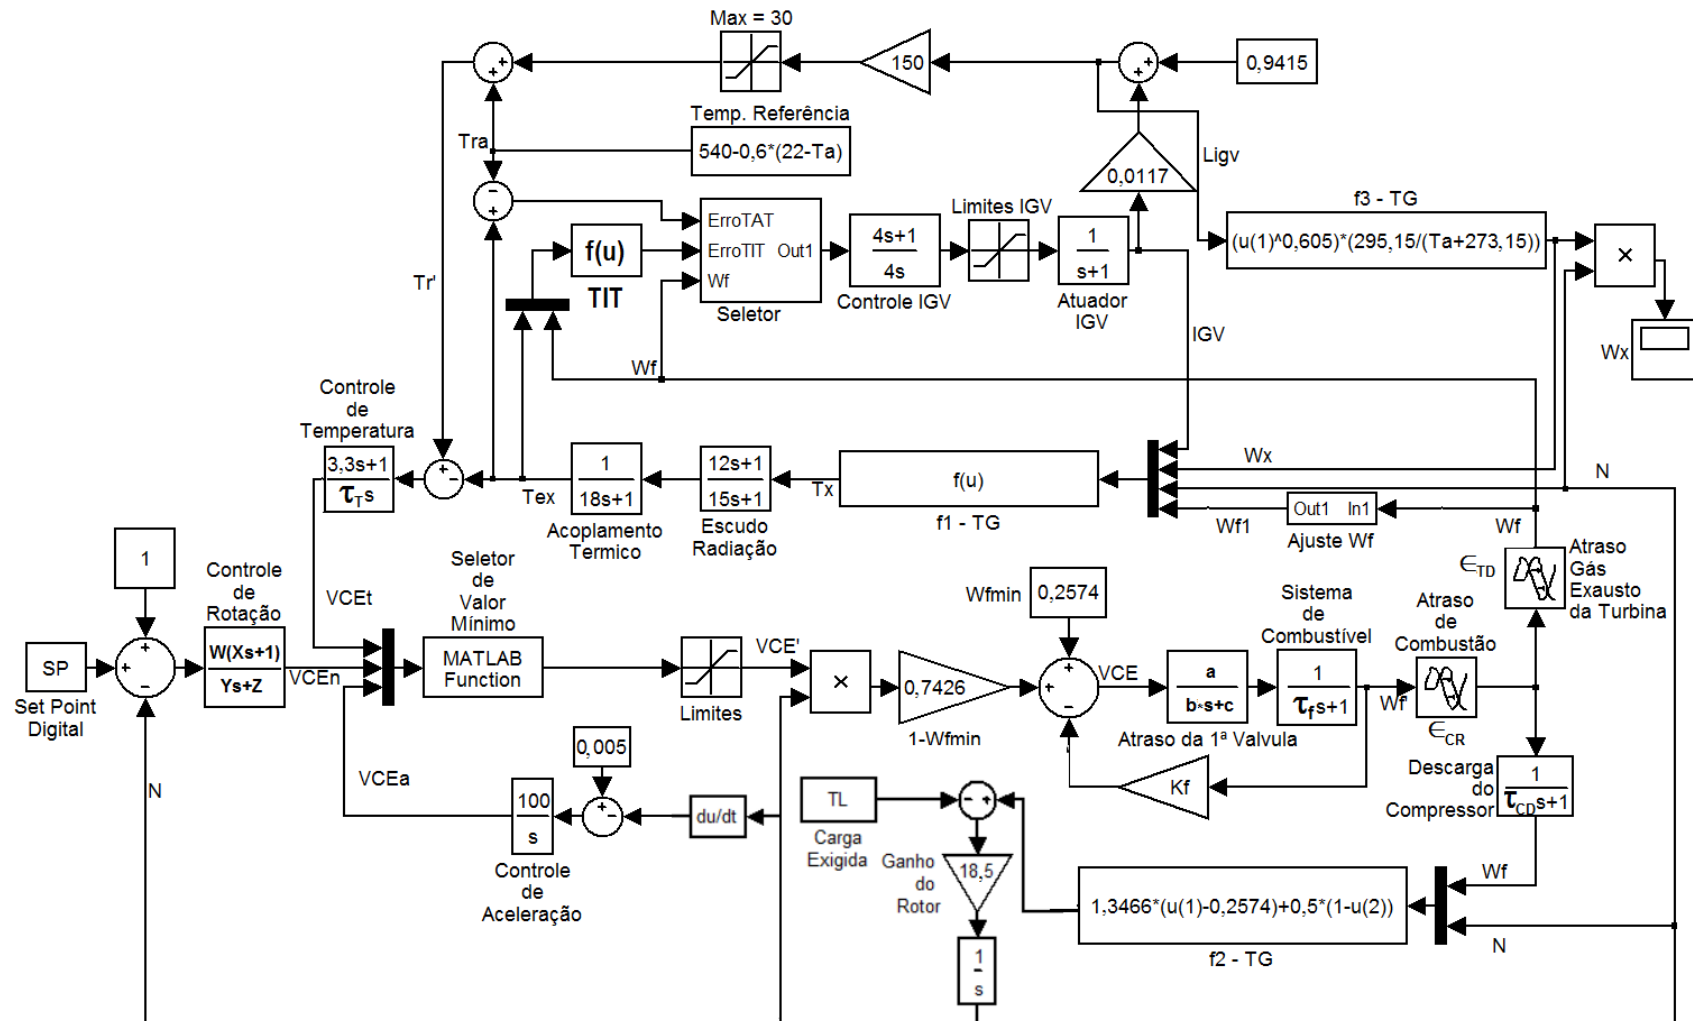 Max = 30
+
+
150
+
+
0,9415
Temp. Referência
540-0,6*(22-Ta)
Tra
0,0117
Ligv
-
+
ErroTAT
ErroTIT
Out1
Wf
Seletor
f(u)
TIT
4s+1
4s
Controle IGV
Limites IGV
1
s+1
Atuador
IGV
f3 - TG
(u(1)^0,605)*(295,15/(Ta+273,15))
×
Wx
Tr'
IGV
Wf
Controle
de
Temperatura
3,3s+1
τTs
+
-
Tex
1
18s+1
Acoplamento
Termico
12s+1
15s+1
Escudo
Radiação
Tx
f(u)
f1 - TG
Wx
N
Wf1
Out1
In1
Ajuste Wf
Wf
∈TD
Atraso
Gás
Exausto
da Turbina
1
Controle
de
Rotação
W(Xs+1)
Ys+Z
VCEt
Seletor
de
Valor
Mínimo
MATLAB
Function
VCEn
SP
Set Point
Digital
+
+
-
Limites
VCE'
×
0,7426
1-Wfmin
Wfmin
0,2574
+
+
-
VCE
a
b*s+c
Atraso da 1ª Valvula
Sistema
de
Combustível
1
τfs+1
Wf'
Atraso
de
Combustão
∈CR
Kf
Descarga
do
Compressor
1
τCDs+1
N
VCEa
0,005
+
-
100
s
Controle
de
Aceleração
du/dt
TL
Carga
Exigida
-
+
Ganho
do
Rotor
18,5
1
s
1,3466*(u(1)-0,2574)+0,5*(1-u(2))
f2 - TG
Wf
N